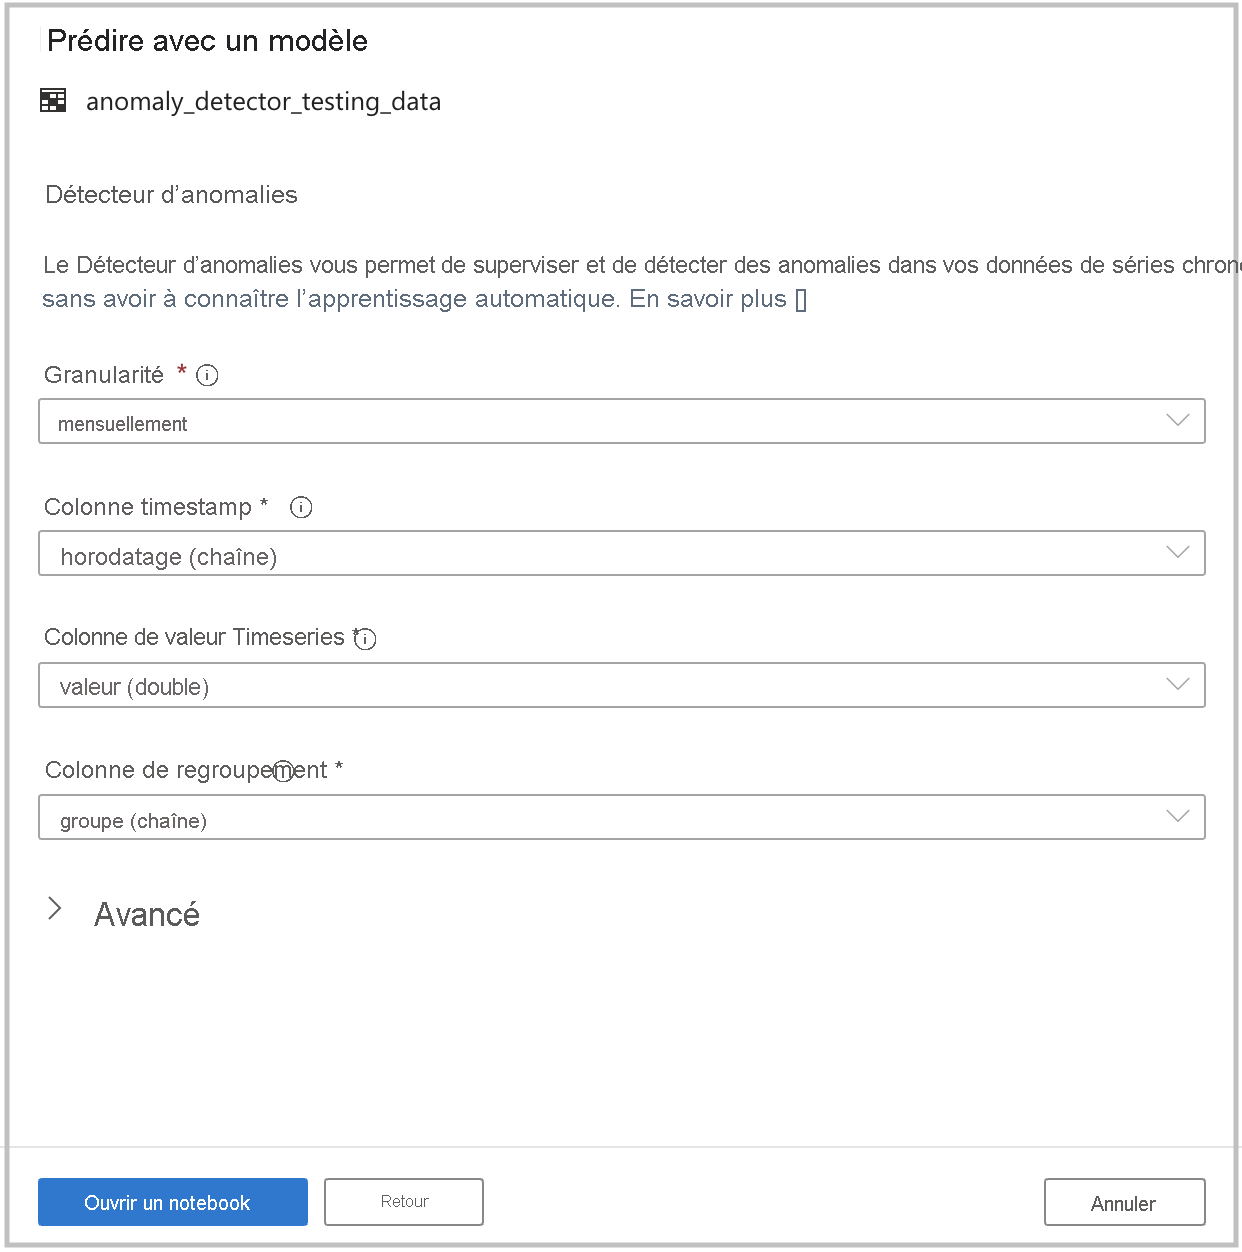 Prédire avec un modèle
anomaly_detector_testing_data
Détecteur d’anomalies
Le Détecteur d’anomalies vous permet de superviser et de détecter des anomalies dans vos données de séries
sans avoir à connaître l’apprentissage automatique. En savoir plus []
Granularité *
mensuellement
Colonne timestamp *
horodatage (chaîne)
Colonne de valeur Timeseries *
valeur (double)
Colonne de regroupement *
groupe (chaîne)
Avancé
Ouvrir un notebook
Retour
Annuler